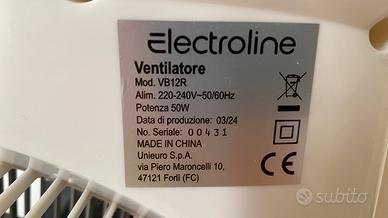 Electroline
Ventilatore
Mod. VB12R
Alim. 220-240V~50/60Hz
Potenza 50W
Data di produzione: 03/24
No. Seriale: 00431
MADE IN CHINA
Unieuro S.p.A.
via Piero Maroncelli 10,
47121 Forlì (FC)
CE
subito